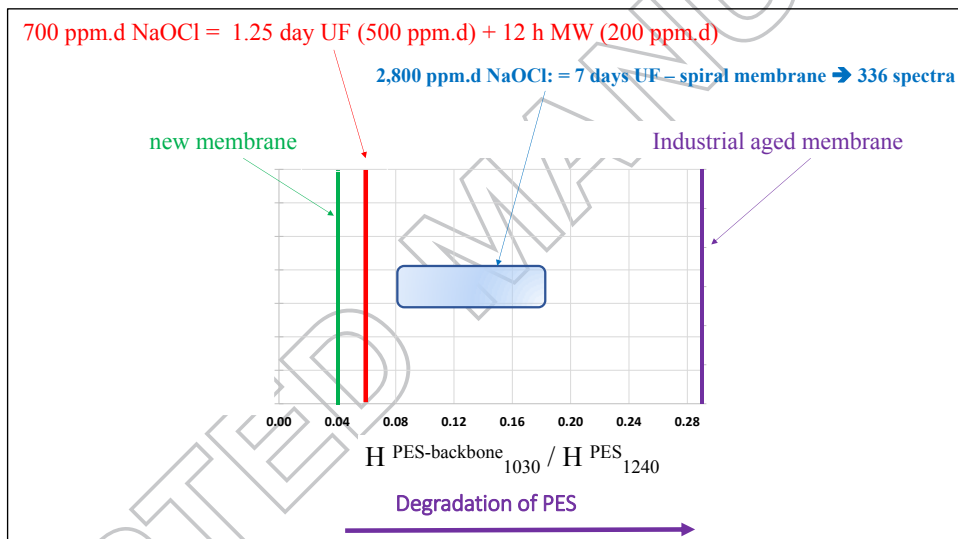 700 ppm.d NaOCl = 1.25 day UF (500 ppm.d) + 12 h MW (200 ppm.d)
2,800 ppm.d NaOCl: = 7 days UF – spiral membrane ➔ 336 spectra
new membrane
Industrial aged membrane
0.00 0.04 0.08 0.12 0.16 0.20 0.24 0.28
H PES-backbone 1030 / H PES 1240
Degradation of PES
TED MANU